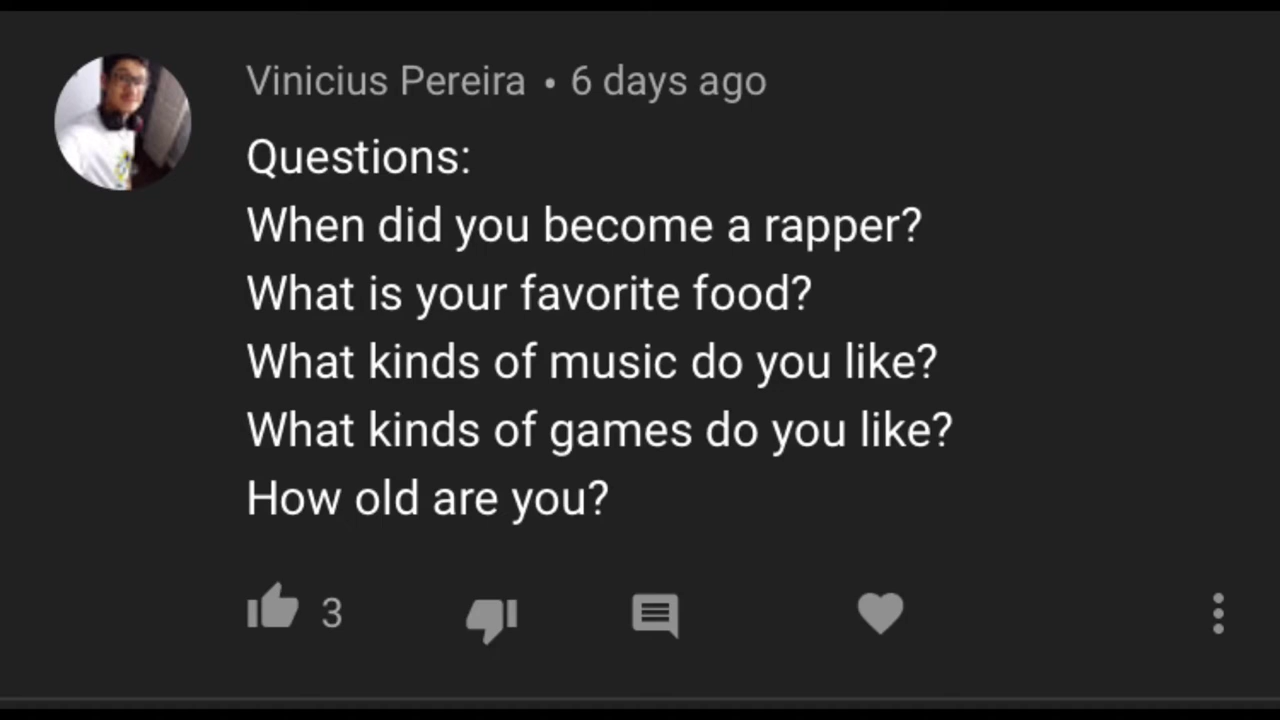 Vinicius Pereira • 6 days ago
Questions:
When did you become a rapper?
What is your favorite food?
What kinds of music do you like?
What kinds of games do you like?
How old are you?
3